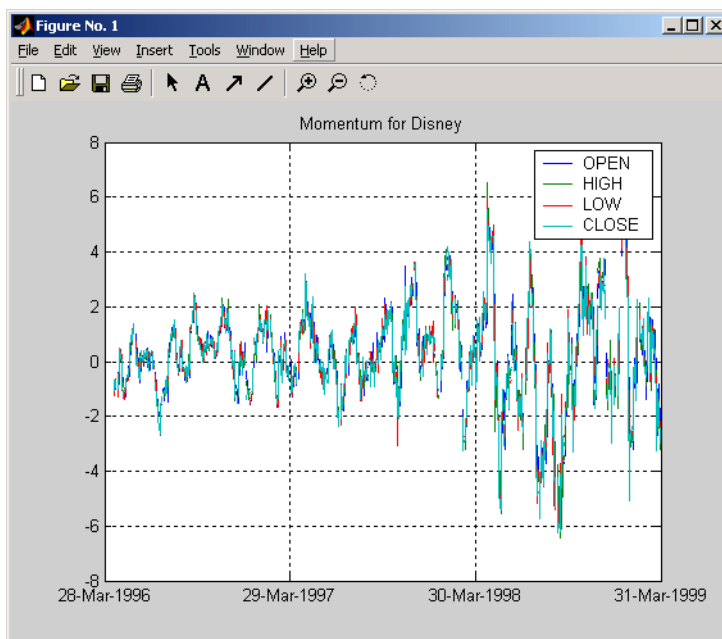 Figure No. 1
File Edit View Insert Tools Window Help
A
Momentum for Disney
8
6
4
2
0
-2
-4
-6
-8
OPEN
HIGH
LOW
CLOSE
28-Mar-1996 29-Mar-1997 30-Mar-1998 31-Mar-1999